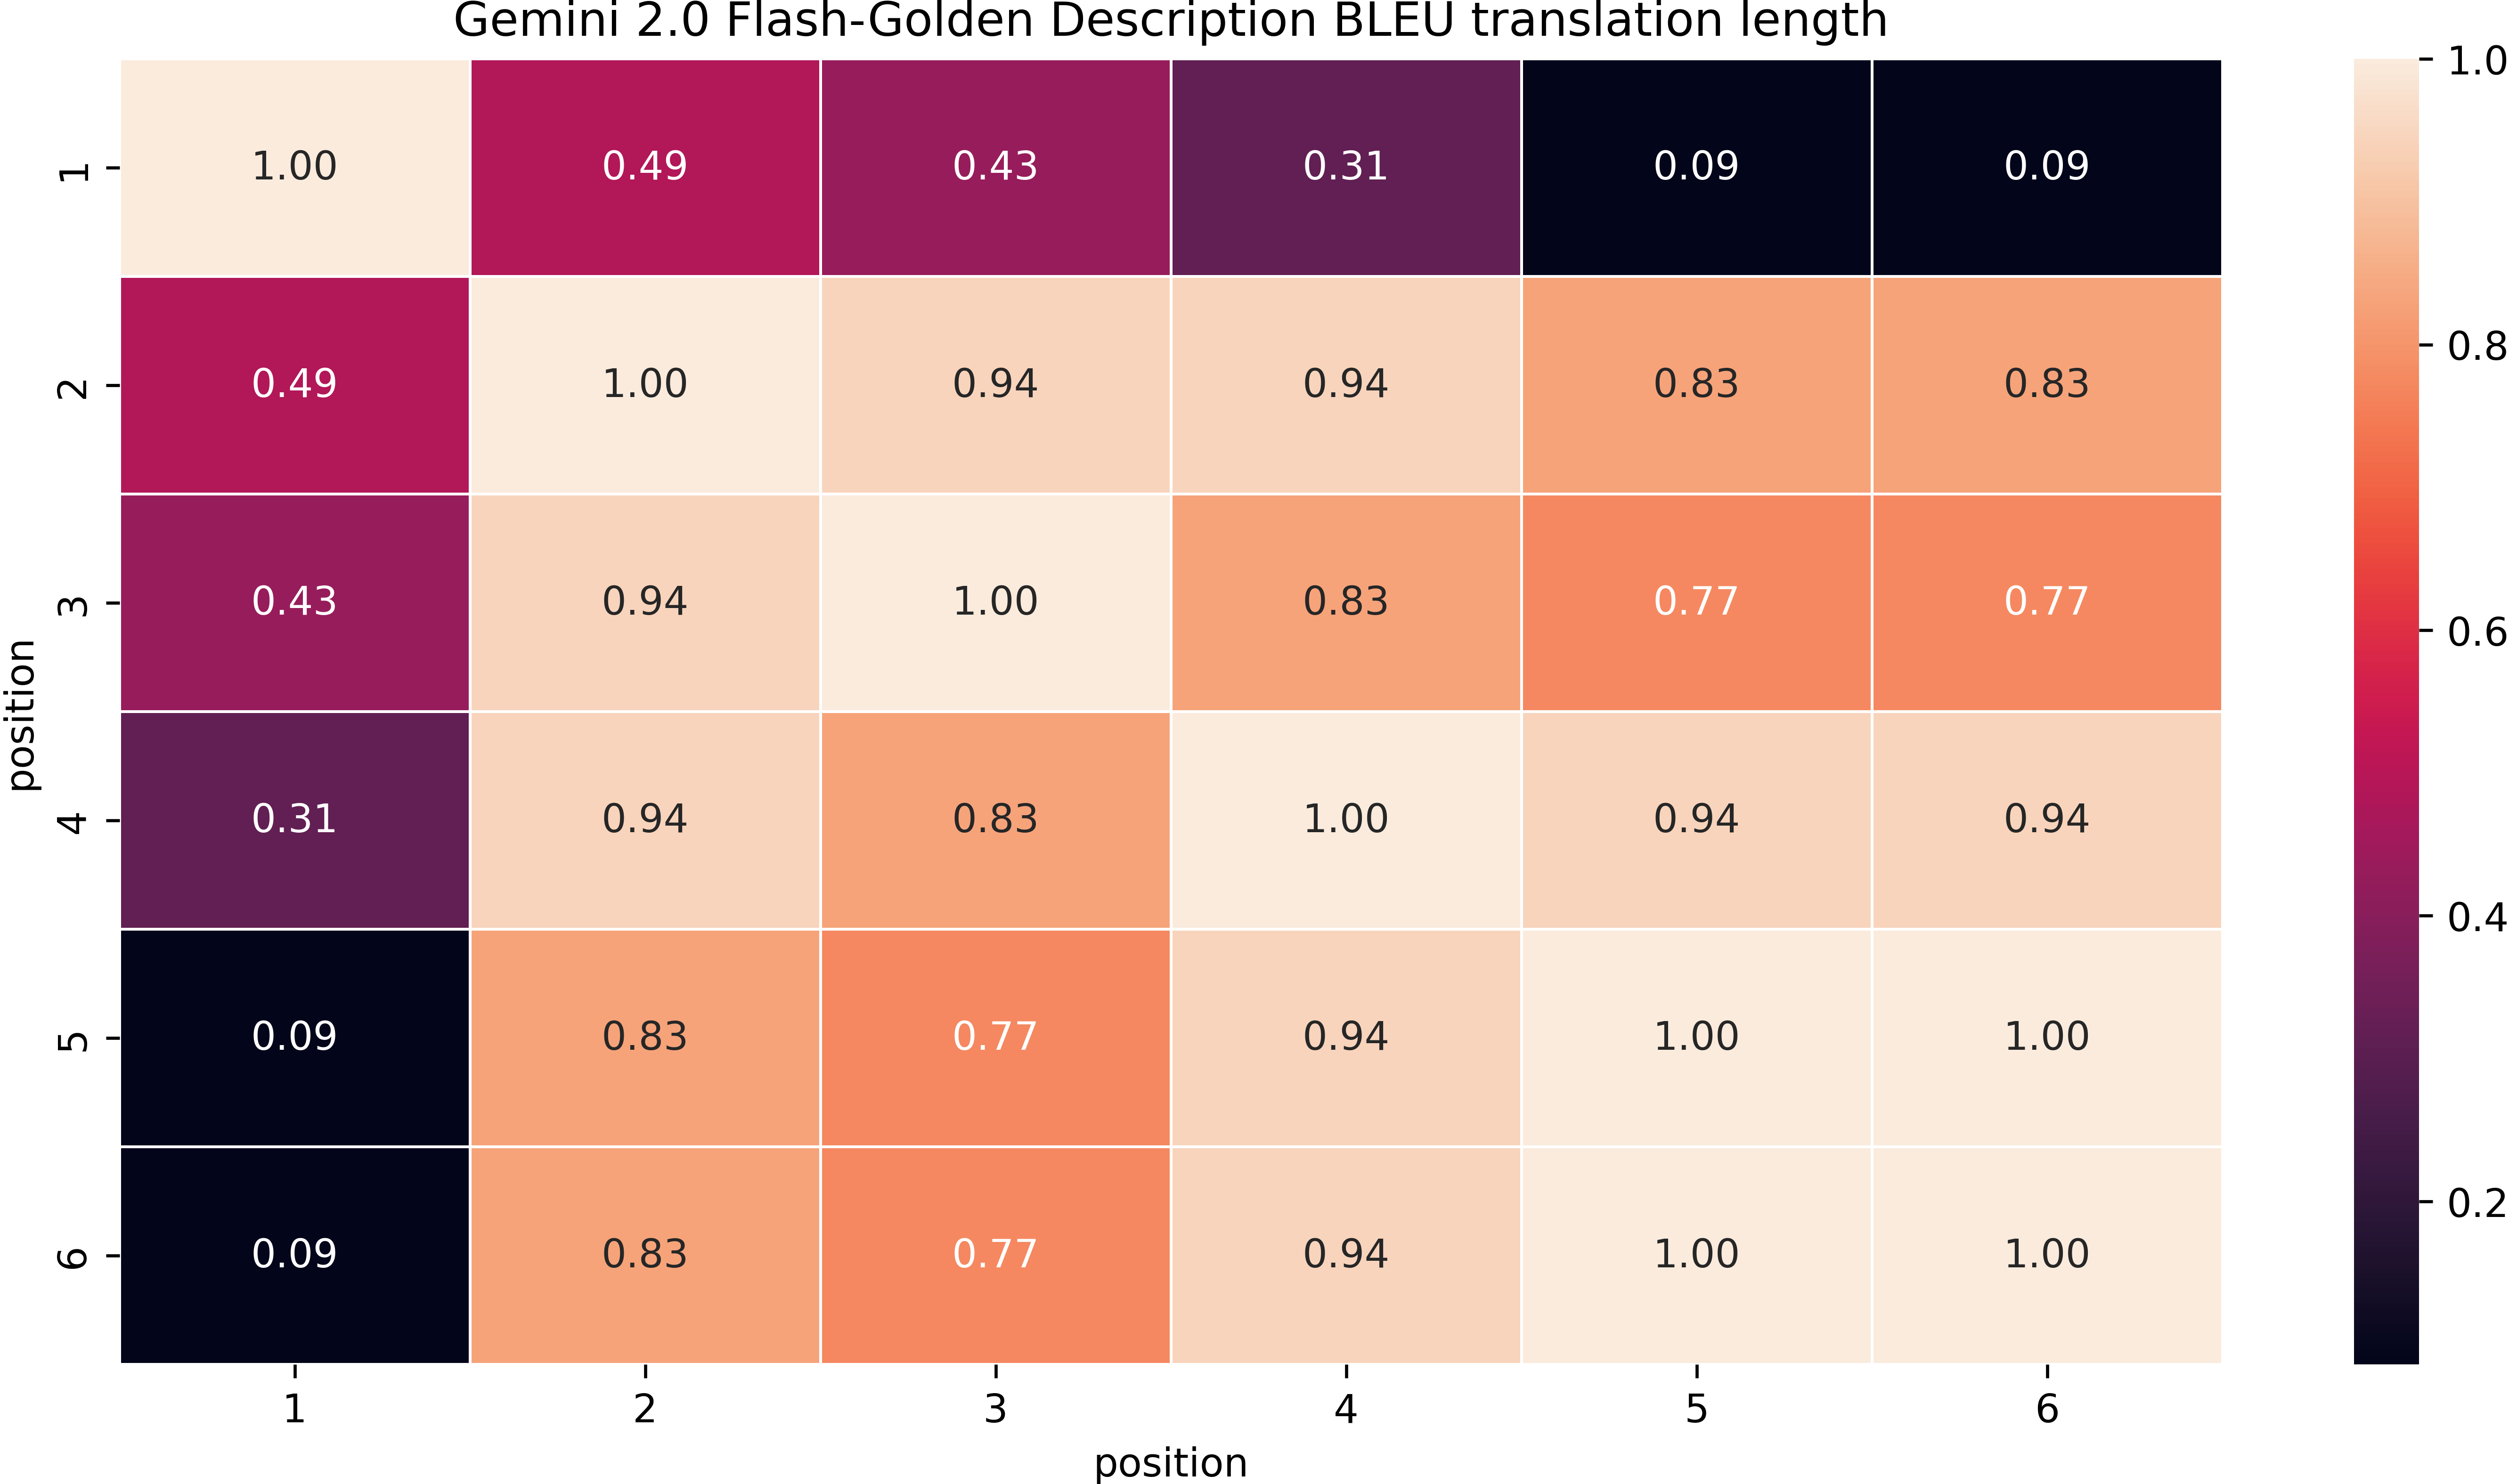 Gemini 2.0 Flash-Golden Description BLEU translation length
1 1.00 0.49 0.43 0.31 0.09 0.09
2 0.49 1.00 0.94 0.94 0.83 0.83
3 0.43 0.94 1.00 0.83 0.77 0.77
4 0.31 0.94 0.83 1.00 0.94 0.94
5 0.09 0.83 0.77 0.94 1.00 1.00
6 0.09 0.83 0.77 0.94 1.00 1.00
position
1 2 3 4 5 6
position
1.0
0.8
0.6
0.4
0.2